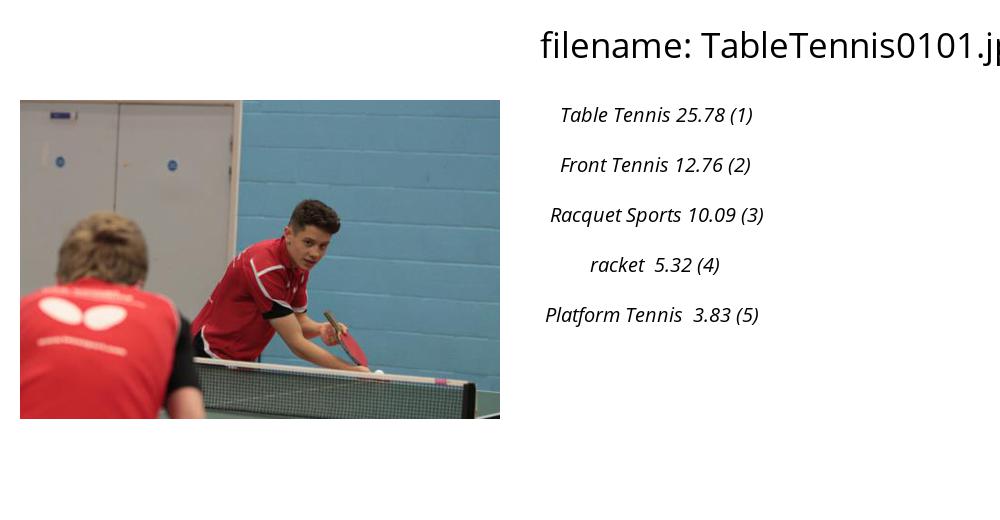 filename: TableTennis0101.jp
Table Tennis 25.78 (1)
Front Tennis 12.76 (2)
Racquet Sports 10.09 (3)
racket 5.32 (4)
Platform Tennis 3.83 (5)